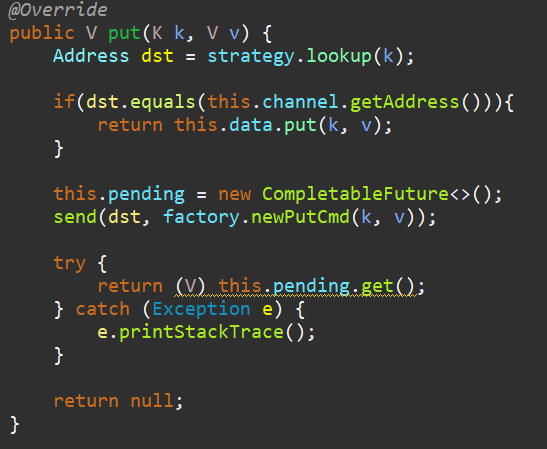 @Override
public V put(K k, V v) {
    Address dst = strategy.lookup(k);

    if(dst.equals(this.channel.getAddress())){
        return this.data.put(k, v);
    }

    this.pending = new CompletableFuture<>();
    send(dst, factory.newPutCmd(k, v));

    try {
        return (V) this.pending.get();
    } catch (Exception e) {
        e.printStackTrace();
    }

    return null;
}